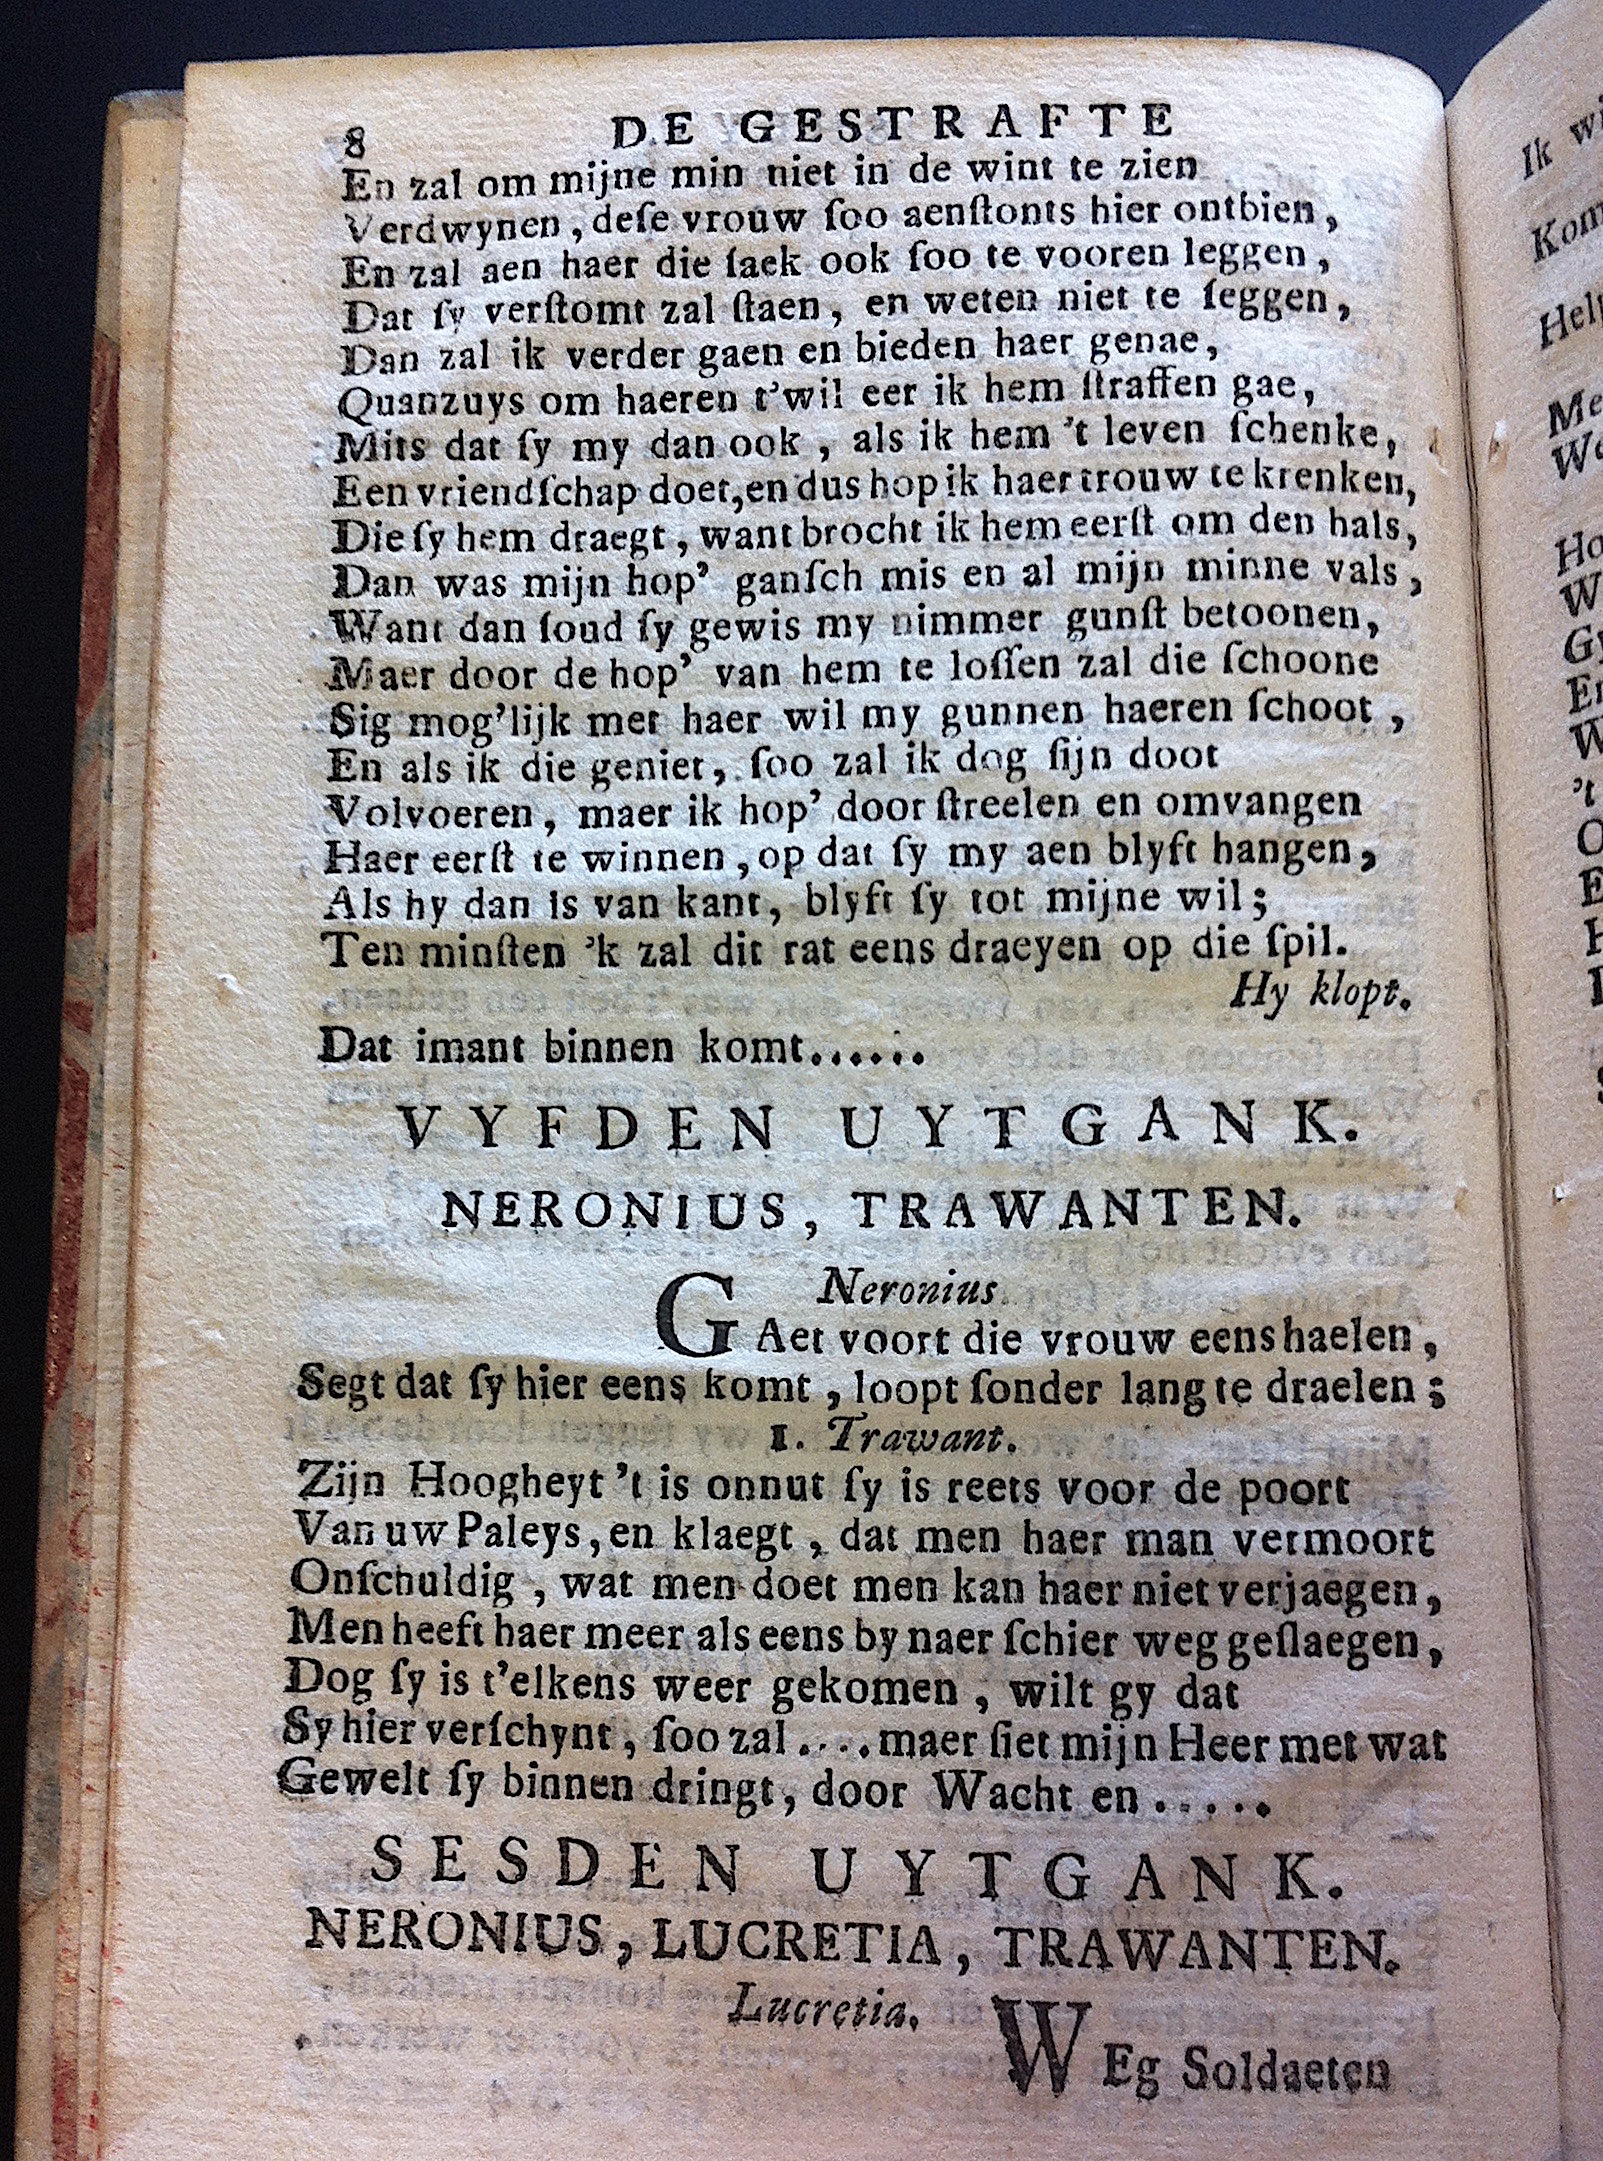 8 DE GESTRAFTE
En zal om mijne min niet in de wint te zien
Verdwynen, deſe vrouw ſoo aenſtonts hier ontbien,
En zal aen haer die ſaek ook ſoo te vooren leggen,
Dat ſy verſtomt zal ſtaen, en weten niet te ſeggen,
Dan zal ik verder gaen en bieden haer genae,
Quanzuys om haeren t'wil eer ik hem ſtraffen gae,
Mits dat ſy my dan ook, als ik hem 't leven ſchenke,
Een vriendſchap doet, en dus hop ik haer trouw te krenken,
Die ſy hem draegt, want brocht ik hem eerſt om den hals,
Dan was mijn hop' ganſch mis en al mijn minne vals,
Want dan ſoud ſy gewis my nimmer gunſt betoonen,
Maer door de hop' van hem te loſſen zal die ſchoone
Sig mog'lijk met haer wil my gunnen haeren ſchoot,
En als ik die geniet, ſoo zal ik dog ſijn doot
Volvoeren, maer ik hop' door ſtreelen en omvangen
Haer eerſt te winnen, op dat ſy my aen blyft hangen,
Als hy dan is van kant, blyft ſy tot mijne wil;
Ten minſten 'k zal dit rat eens draeyen op die ſpil.
Hy klopt.
Dat imant binnen komt......
VYFDEN UYTGANK.
NERONIUS, TRAWANTEN.
Neronius.
GAet voort die vrouw eens haelen,
Segt dat ſy hier eens komt, loopt ſonder lang te draelen;
1. Trawant.
Zijn Hoogheyt 't is onnut ſy is reets voor de poort
Van uw Paleys, en klaegt, dat men haer man vermoort
Onſchuldig, wat men doet men kan haer niet verjaegen,
Men heeft haer meer als eens by naer ſchier weg geſlaegen,
Dog ſy is t'elkens weer gekomen, wilt gy dat
Sy hier verſchynt, ſoo zal....maer ſiet mijn Heer met wat
Gewelt ſy binnen dringt, door Wacht en.....
SESDEN UYTGANK.
NERONIUS, LUCRETIA, TRAWANTEN.
Lucretia.
WEg Soldaeten
Ik
Kom
Help
Me